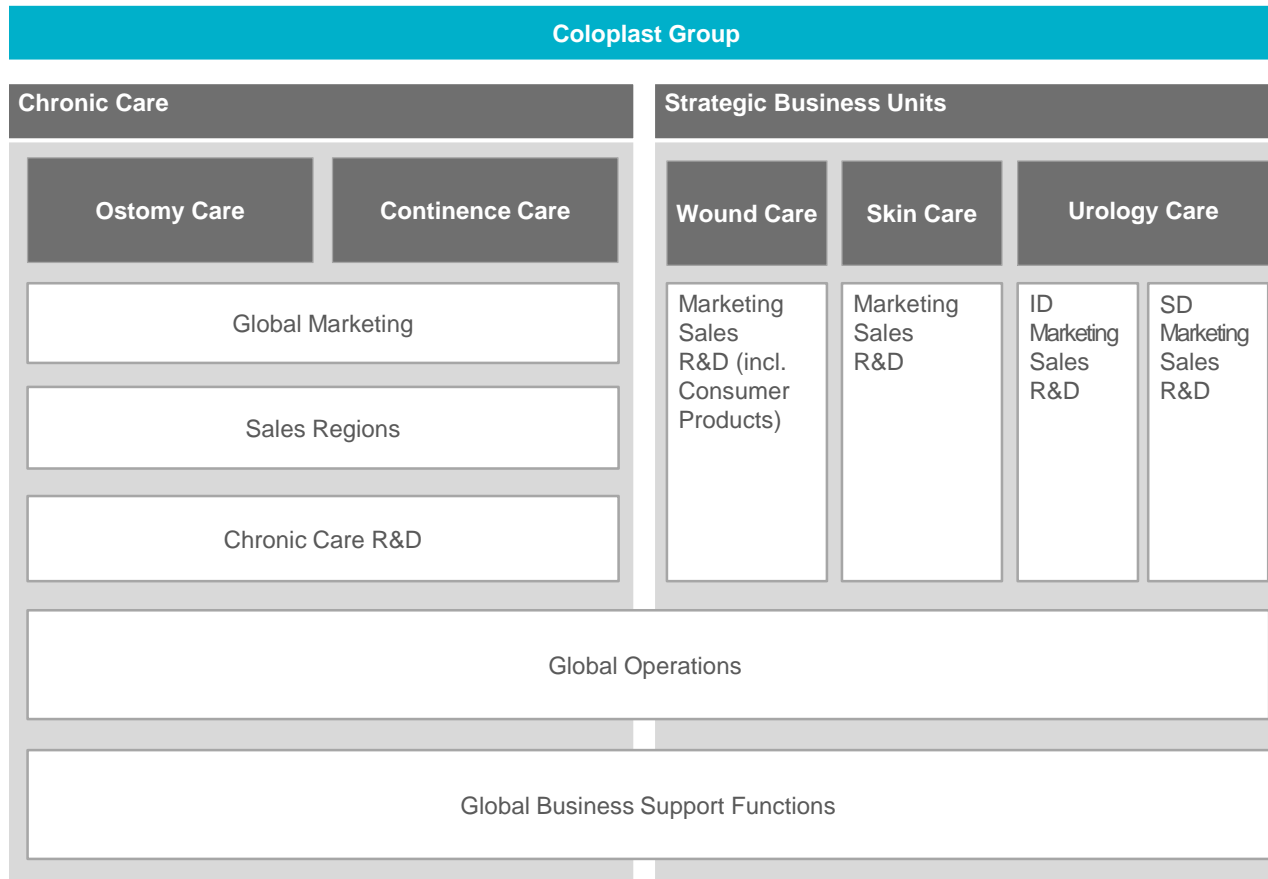 Coloplast Group
Chronic Care
Strategic Business Units
Ostomy Care
Continence Care
Wound Care
Skin Care
Urology Care
Global Marketing
Sales Regions
Chronic Care R&D
Marketing
Sales
R&D (incl.
Consumer
Products)
Marketing
Sales
R&D
ID
Marketing
Sales
R&D
SD
Marketing
Sales
R&D
Global Operations
Global Business Support Functions